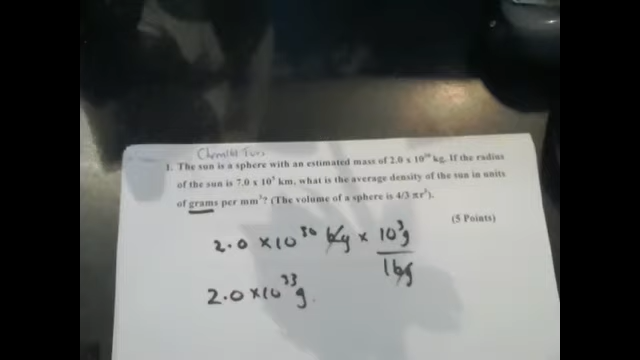 1. The sun is a sphere with an estimated mass of 2.0 x 10³⁰ kg. If the radius
of the sun is 7.0 x 10⁵ km, what is the average density of the sun in units
of grams per mm³? (The volume of a sphere is 4/3 πr³).
(5 Points)
2.0 × 10³⁰ kg × 10³g
1kg
2.0 × 10³³ g